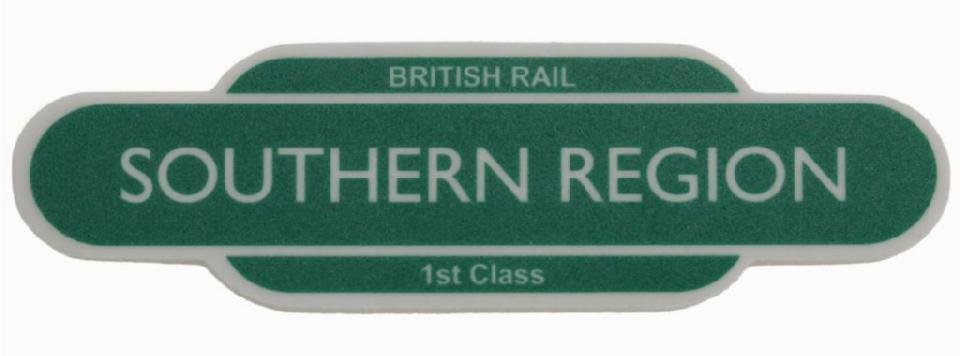 BRITISH RAIL
SOUTHERN REGION
1st Class